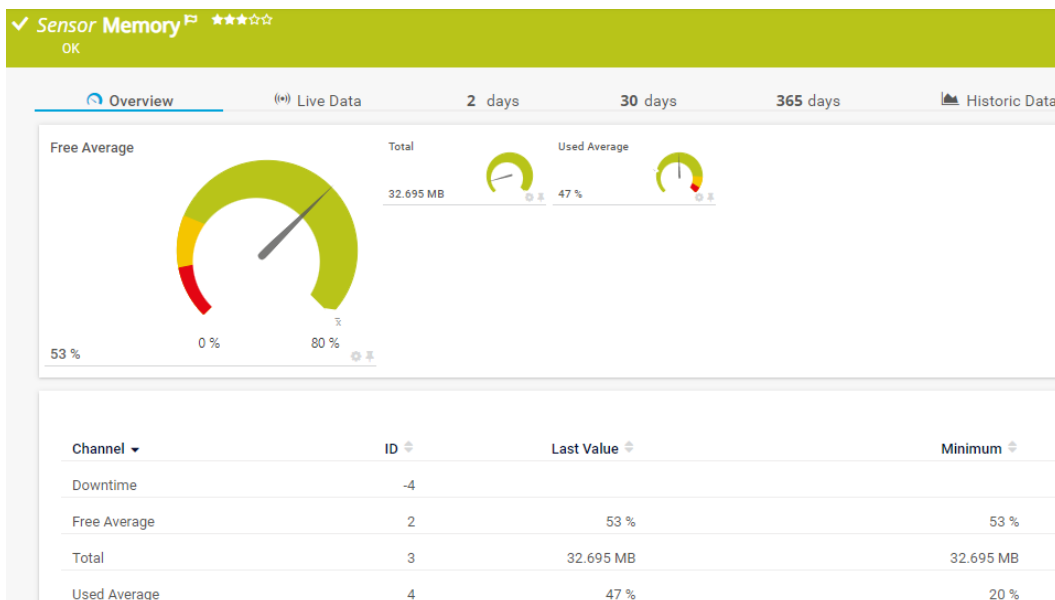 Sensor Memory
OK
Overview Live Data 2 days 30 days 365 days Historic Data
Free Average Total Used Average
32.695 MB 47 %
x̄
0 % 80 %
53 %
Channel ID Last Value Minimum
Downtime -4
Free Average 2 53 % 53 %
Total 3 32.695 MB 32.695 MB
Used Average 4 47 % 20 %